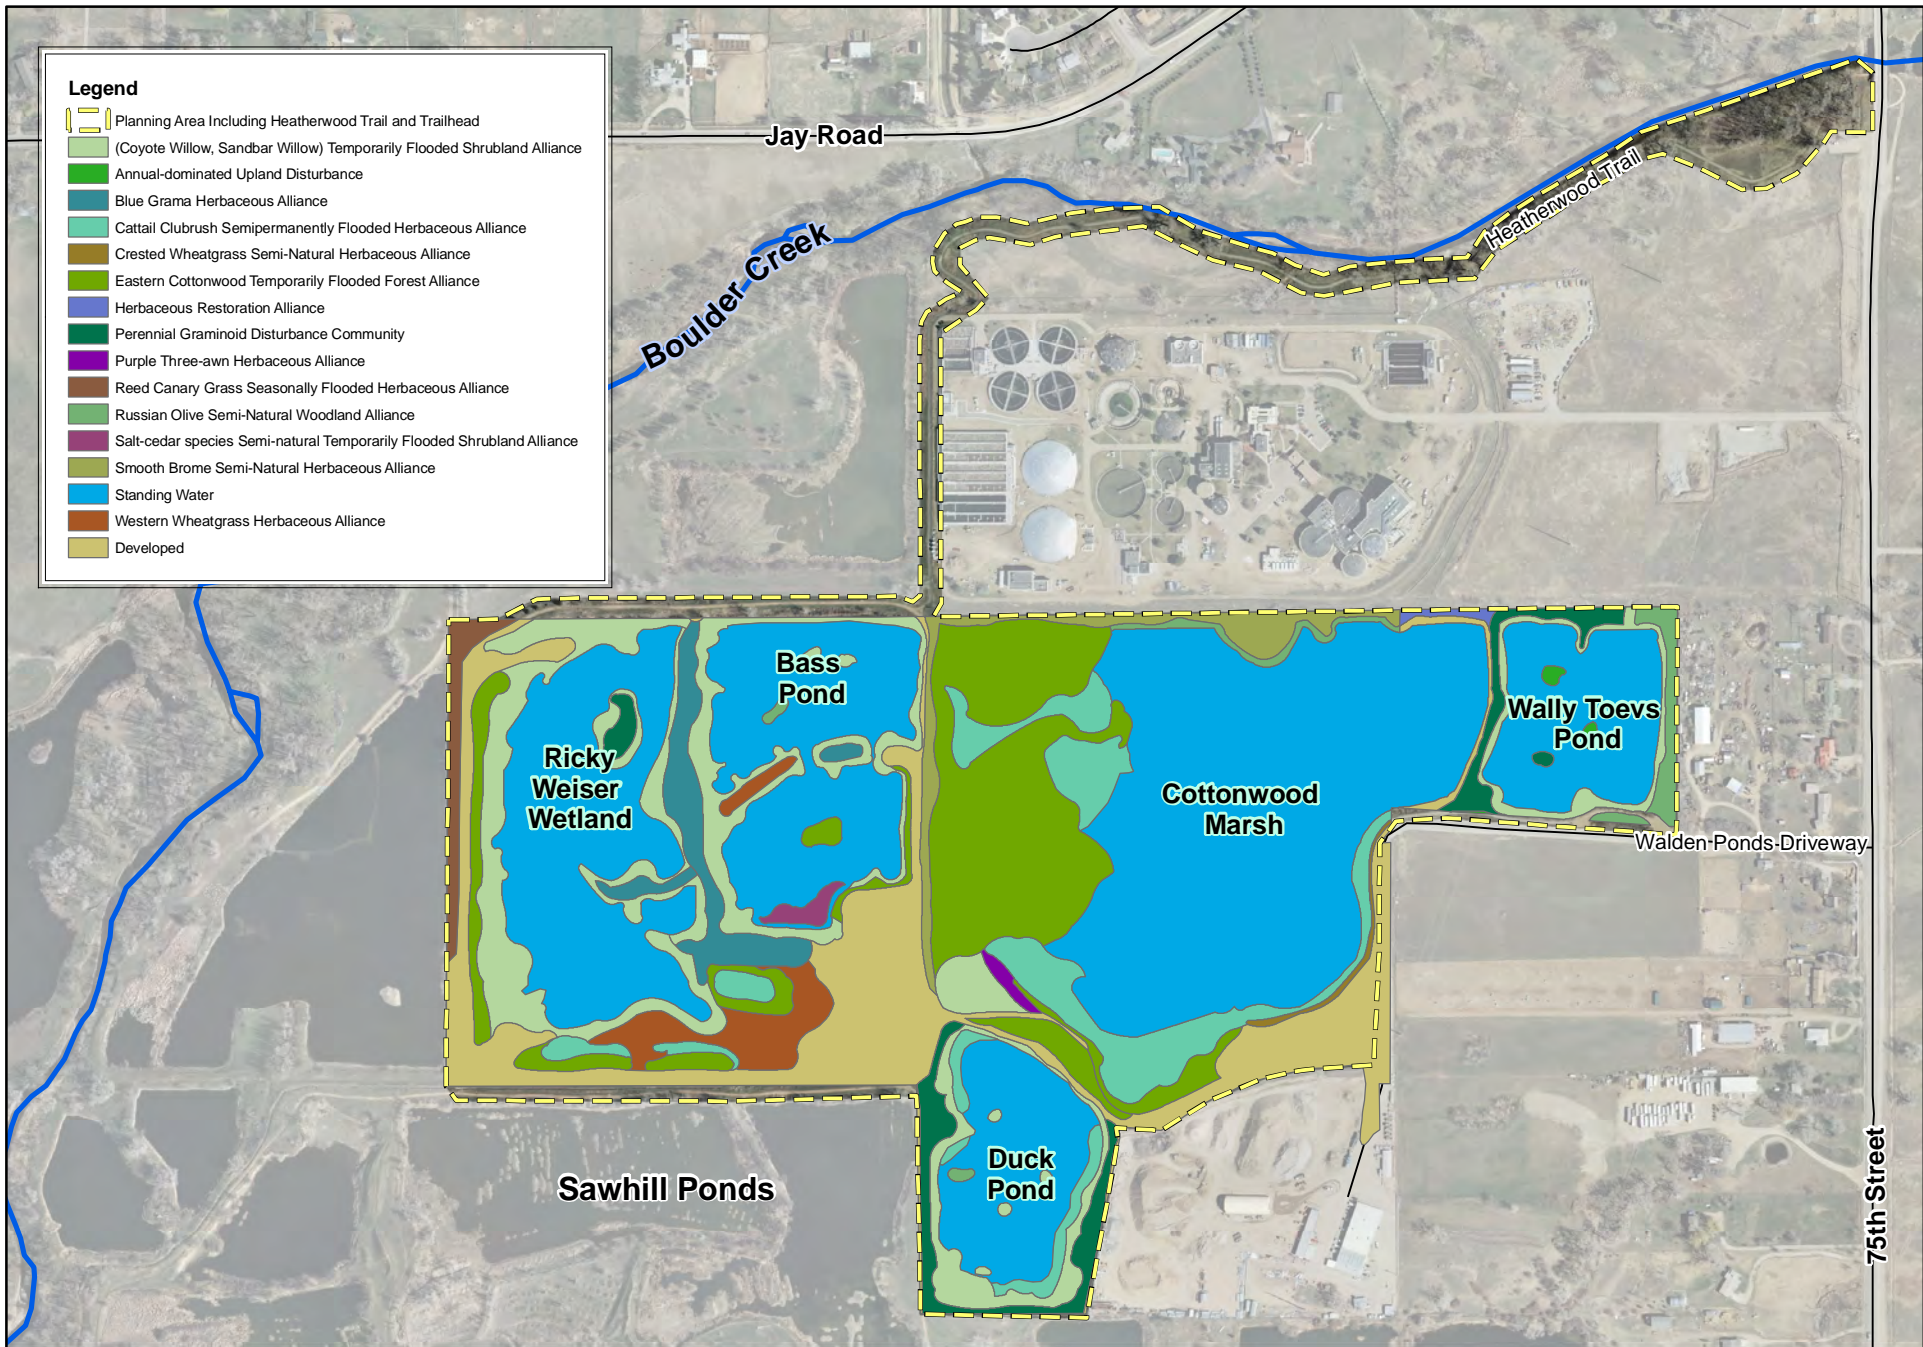 Legend
Planning Area Including Heatherwood Trail and Trailhead
(Coyote Willow, Sandbar Willow) Temporarily Flooded Shrubland Alliance
Annual-dominated Upland Disturbance
Blue Grama Herbaceous Alliance
Cattail Clubrush Semipermanently Flooded Herbaceous Alliance
Crested Wheatgrass Semi-Natural Herbaceous Alliance
Eastern Cottonwood Temporarily Flooded Forest Alliance
Herbaceous Restoration Alliance
Perennial Graminoid Disturbance Community
Purple Three-awn Herbaceous Alliance
Reed Canary Grass Seasonally Flooded Herbaceous Alliance
Russian Olive Semi-Natural Woodland Alliance
Salt-cedar species Semi-natural Temporarily Flooded Shrubland Alliance
Smooth Brome Semi-Natural Herbaceous Alliance
Standing Water
Western Wheatgrass Herbaceous Alliance
Developed
Jay Road
Heatherwood Trail
Boulder Creek
Bass
Pond
Ricky
Weiser
Wetland
Wally Toevs
Pond
Cottonwood
Marsh
Walden Ponds Driveway
Duck
Pond
Sawhill Ponds
75th Street